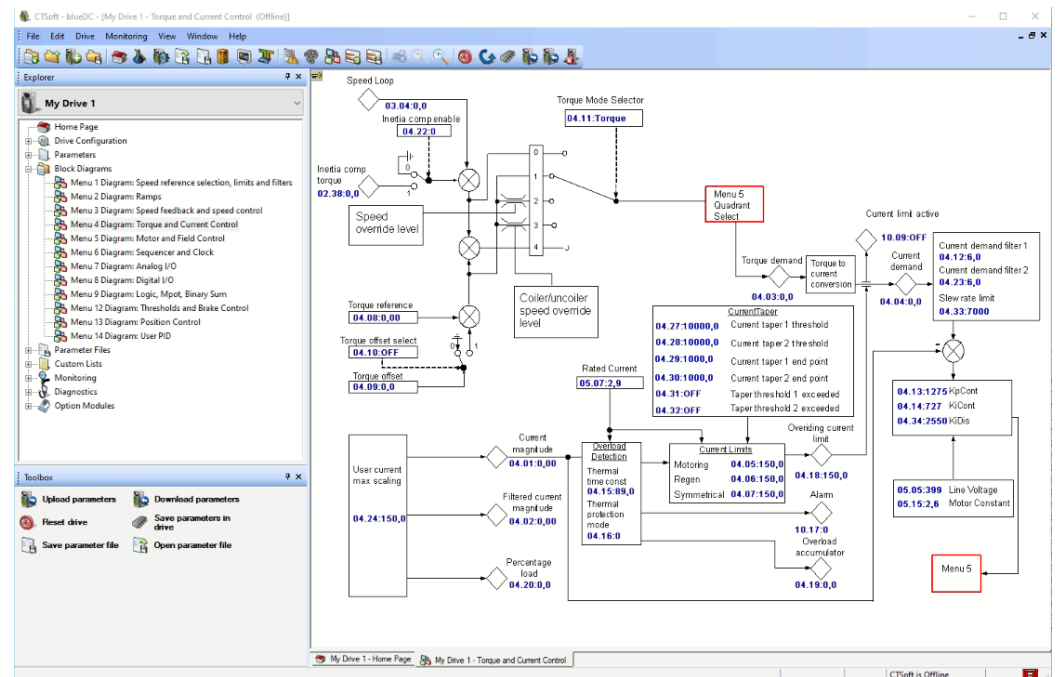 CTSoft - blueDC - [My Drive 1 - Torque and Current Control (Offline)]
File Edit Drive Monitoring View Window Help
Explorer
My Drive 1
Home Page
Drive Configuration
Parameters
Block Diagrams
Menu 1 Diagram: Speed reference selection, limits and filters
Menu 2 Diagram: Ramps
Menu 3 Diagram: Speed feedback and speed control
Menu 4 Diagram: Torque and Current Control
Menu 5 Diagram: Motor and Field Control
Menu 6 Diagram: Sequencer and Clock
Menu 7 Diagram: Analog I/O
Menu 8 Diagram: Digital I/O
Menu 9 Diagram: Logic, Mpot, Binary Sum
Menu 12 Diagram: Thresholds and Brake Control
Menu 13 Diagram: Position Control
Menu 14 Diagram: User PID
Parameter Files
Custom Lists
Monitoring
Diagnostics
Option Modules
Toolbox
Upload parameters
Download parameters
Reset drive
Save parameters in
drive
Save parameter file
Open parameter file
Speed Loop
03.04:0,0
Inertia comp enable
04.22:0
0
1
Inertia comp
torque
02.38:0,0
Speed
override level
Torque Mode Selector
04.11:Torque
0
1
2
3
4
Coiler/uncoiler
speed override
level
Torque reference
04.08:0,00
Torque offset select
04.10:OFF
0
1
Torque offset
04.09:0,0
Menu 5
Quadrant
Select
Torque demand
04.03:0,0
Torque to
current
conversion
Current limit active
10.09:OFF
Current
demand
04.04:0,0
Current demand filter 1
04.12:6,0
Current demand filter 2
04.23:6,0
Slew rate limit
04.33:7000
CurrentTaper
04.27:10000,0 Current taper 1 threshold
04.28:10000,0 Current taper 2 threshold
04.29:1000,0 Current taper 1 end point
04.30:1000,0 Current taper 2 end point
04.31:OFF Taper threshold 1 exceeded
04.32:OFF Taper threshold 2 exceeded
Rated Current
05.07:2,9
04.13:1275 KpCont
04.14:727 KiCont
04.34:2550 KiDis
05.05:399 Line Voltage
05.15:2,6 Motor Constant
Menu 5
User current
max scaling
04.24:150,0
Current
magnitude
04.01:0,00
Filtered current
magnitude
04.02:0,00
Percentage
load
04.20:0,0
Overload
Detection
Thermal
time const
04.15:89,0
Thermal
protection
mode
04.16:0
Current Limits
Motoring 04.05:150,0
Regen 04.06:150,0
Symmetrical 04.07:150,0
Overiding current
limit
04.18:150,0
Alarm
10.17:0
Overload
accumulator
04.19:0,0
My Drive 1 - Home Page
My Drive 1 - Torque and Current Control
CTSoft is Offline